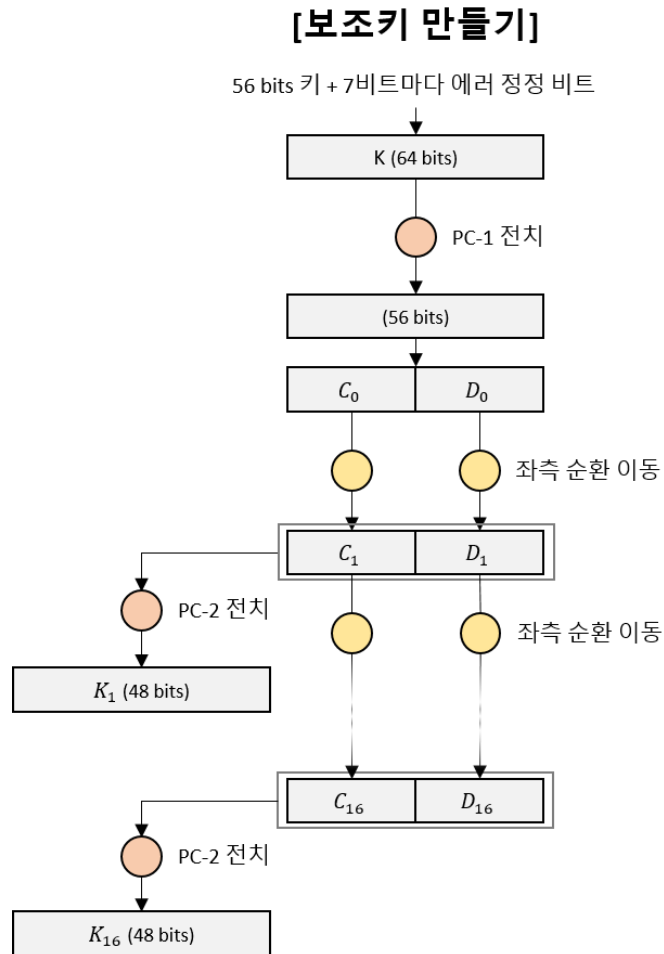 [보조키 만들기]
56 bits 키 + 7비트마다 에러 정정 비트
K (64 bits)
PC-1 전치
(56 bits)
C₀ D₀
좌측 순환 이동
C₁ D₁
PC-2 전치
좌측 순환 이동
K₁ (48 bits)
C₁₆ D₁₆
PC-2 전치
K₁₆ (48 bits)